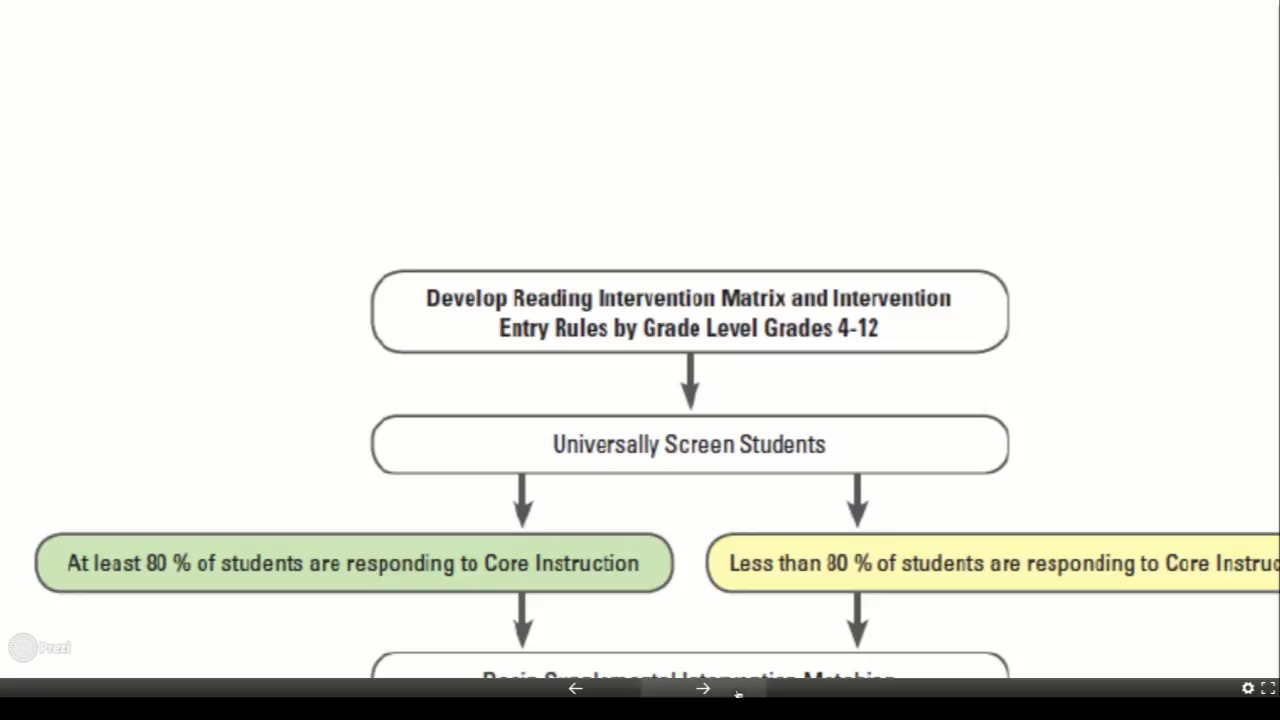 Develop Reading Intervention Matrix and Intervention
Entry Rules by Grade Level Grades 4-12
Universally Screen Students
At least 80 % of students are responding to Core Instruction
Less than 80 % of students are responding to Core Instruc
Prezi